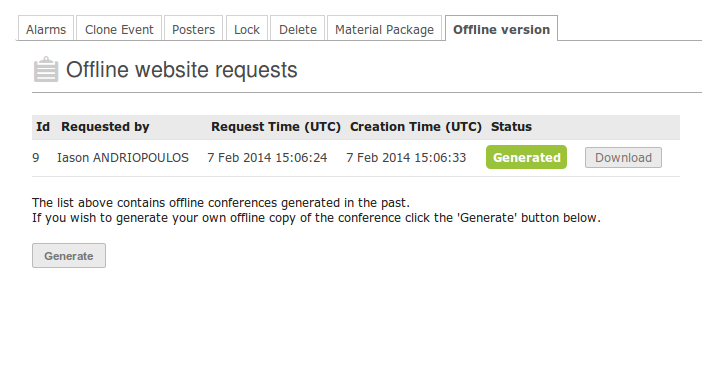 Alarms Clone Event Posters Lock Delete Material Package Offline version
Offline website requests
Id Requested by Request Time (UTC) Creation Time (UTC) Status
9 Iason ANDRIOPOULOS 7 Feb 2014 15:06:24 7 Feb 2014 15:06:33 Generated Download
The list above contains offline conferences generated in the past.
If you wish to generate your own offline copy of the conference click the 'Generate' button below.
Generate